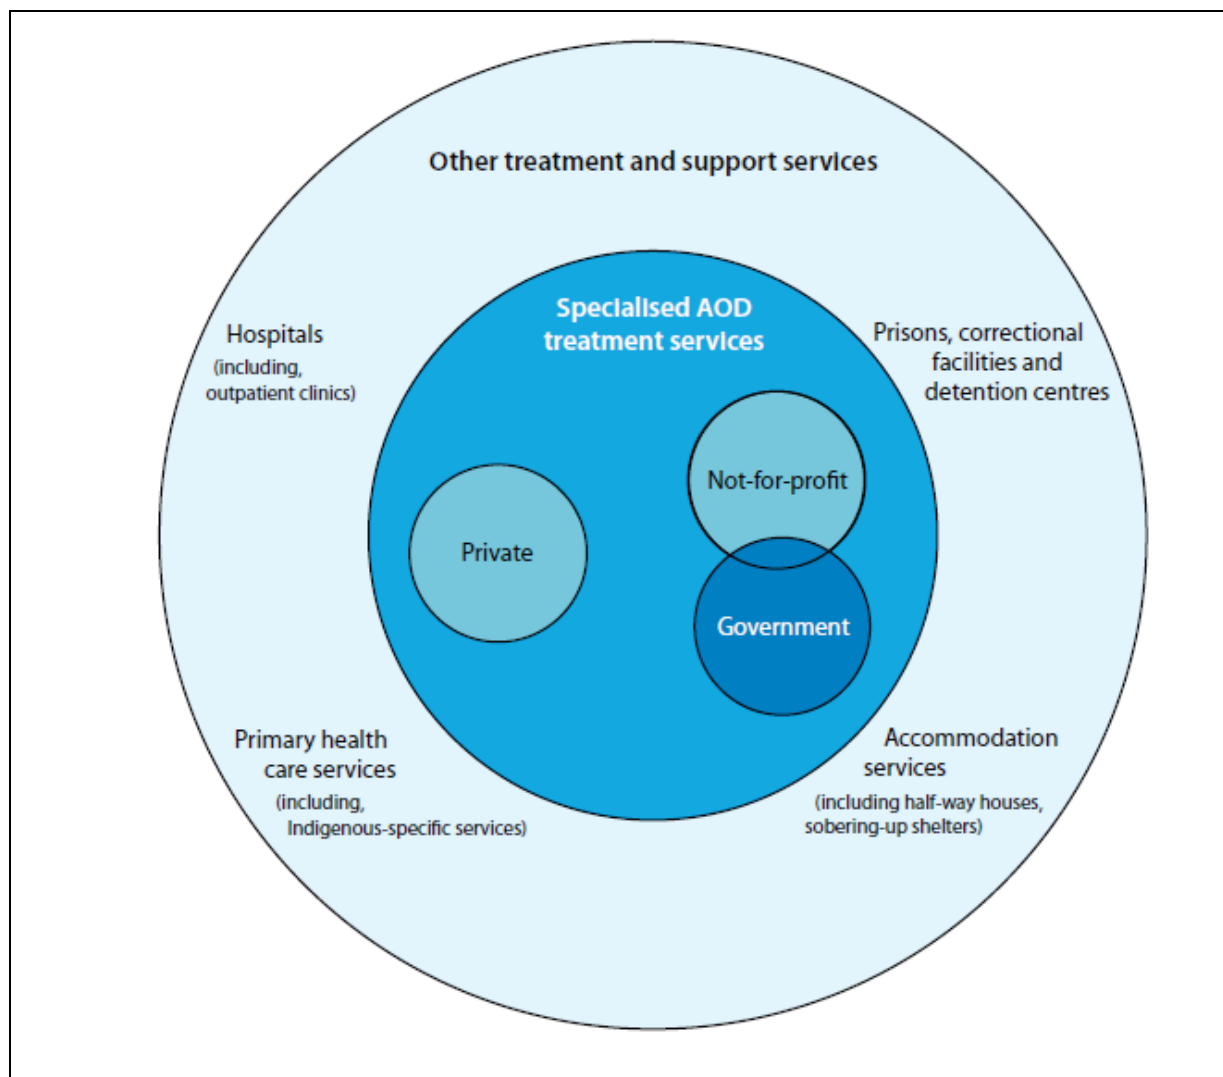 Other treatment and support services
Specialised AOD
treatment services
Hospitals
(including,
outpatient clinics)
Prisons, correctional
facilities and
detention centres
Not-for-profit
Private
Government
Primary health
care services
(including,
Indigenous-specific services)
Accommodation
services
(including half-way houses,
sobering-up shelters)